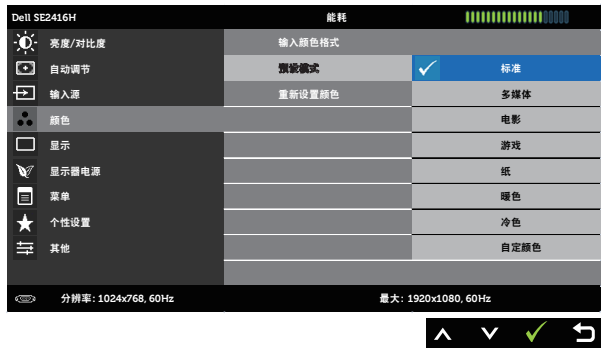 Dell SE2416H 能耗
亮度/对比度 输入颜色格式
自动调节 预设模式 标准
输入源 重新设置颜色 多媒体
颜色 电影
显示 游戏
显示器电源 纸
菜单 暖色
个性设置 冷色
其他 自定颜色
分辨率: 1024x768, 60Hz 最大: 1920x1080, 60Hz